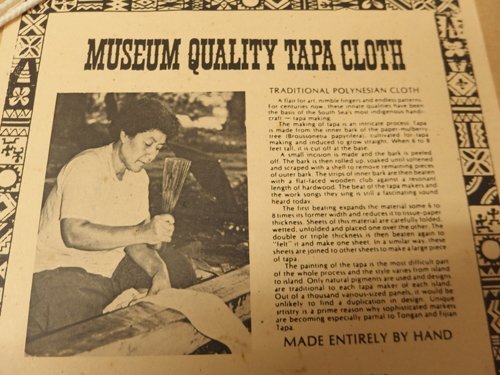 MUSEUM QUALITY TAPA CLOTH
TRADITIONAL POLYNESIAN CLOTH
A flair for art, nimble fingers and endless patterns.
For centuries now, these innate qualities have been
the basis of the South Sea's most indigenous handi-
craft — tapa making.
The making of tapa is an intricate process. Tapa
is made from the inner bark of the paper-mulberry-
tree (Broussonetia papyrifera), cultivated for tapa
making and induced to grow straight. When 6 to 8
feet tall, it is cut off at the base.
A small incision is made and the bark is peeled
off. The bark is then rolled up, soaked until softened
and scraped with a shell to remove remaining pieces
of outer bark. The strips of inner bark are then beaten
with a flat-faced wooden club against a resonant
length of hardwood. The beat of the tapa makers and
the work songs they sing is still a fascinating sound
heard today.
The first beating expands the material some 6 to
8 times its former width and reduces it to tissue-paper
thickness. Sheets of this material are carefully folded,
wetted, unfolded and placed one over the other. The
double or triple thickness is then beaten again to
"felt" it and make one sheet. In a similar way, these
sheets are joined to other sheets to make a large piece
of tapa.
The painting of the tapa is the most difficult part
of the whole process and the style varies from island
to island. Only natural pigments are used and designs
are traditional to each tapa maker of each island.
Out of a thousand various-sized panels, it would be
unlikely to find a duplication in design. Unique
artistry is a prime reason why sophisticated markets
are becoming especially partial to Tongan and Fijian
Tapa.
MADE ENTIRELY BY HAND